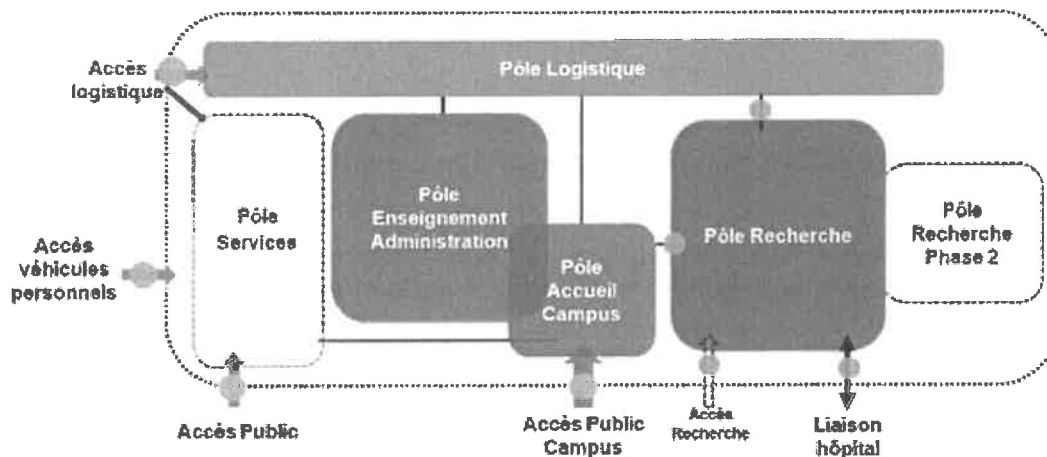 Pôle Logistique
Accès
logistique
Pôle
Services
Pôle
Enseignement
Administration
Pôle
Accueil
Campus
Pôle Recherche
Pôle
Recherche
Phase 2
Accès
véhicules
personnels
Accès Public
Accès Public
Campus
Accès
Recherche
Liaison
hôpital